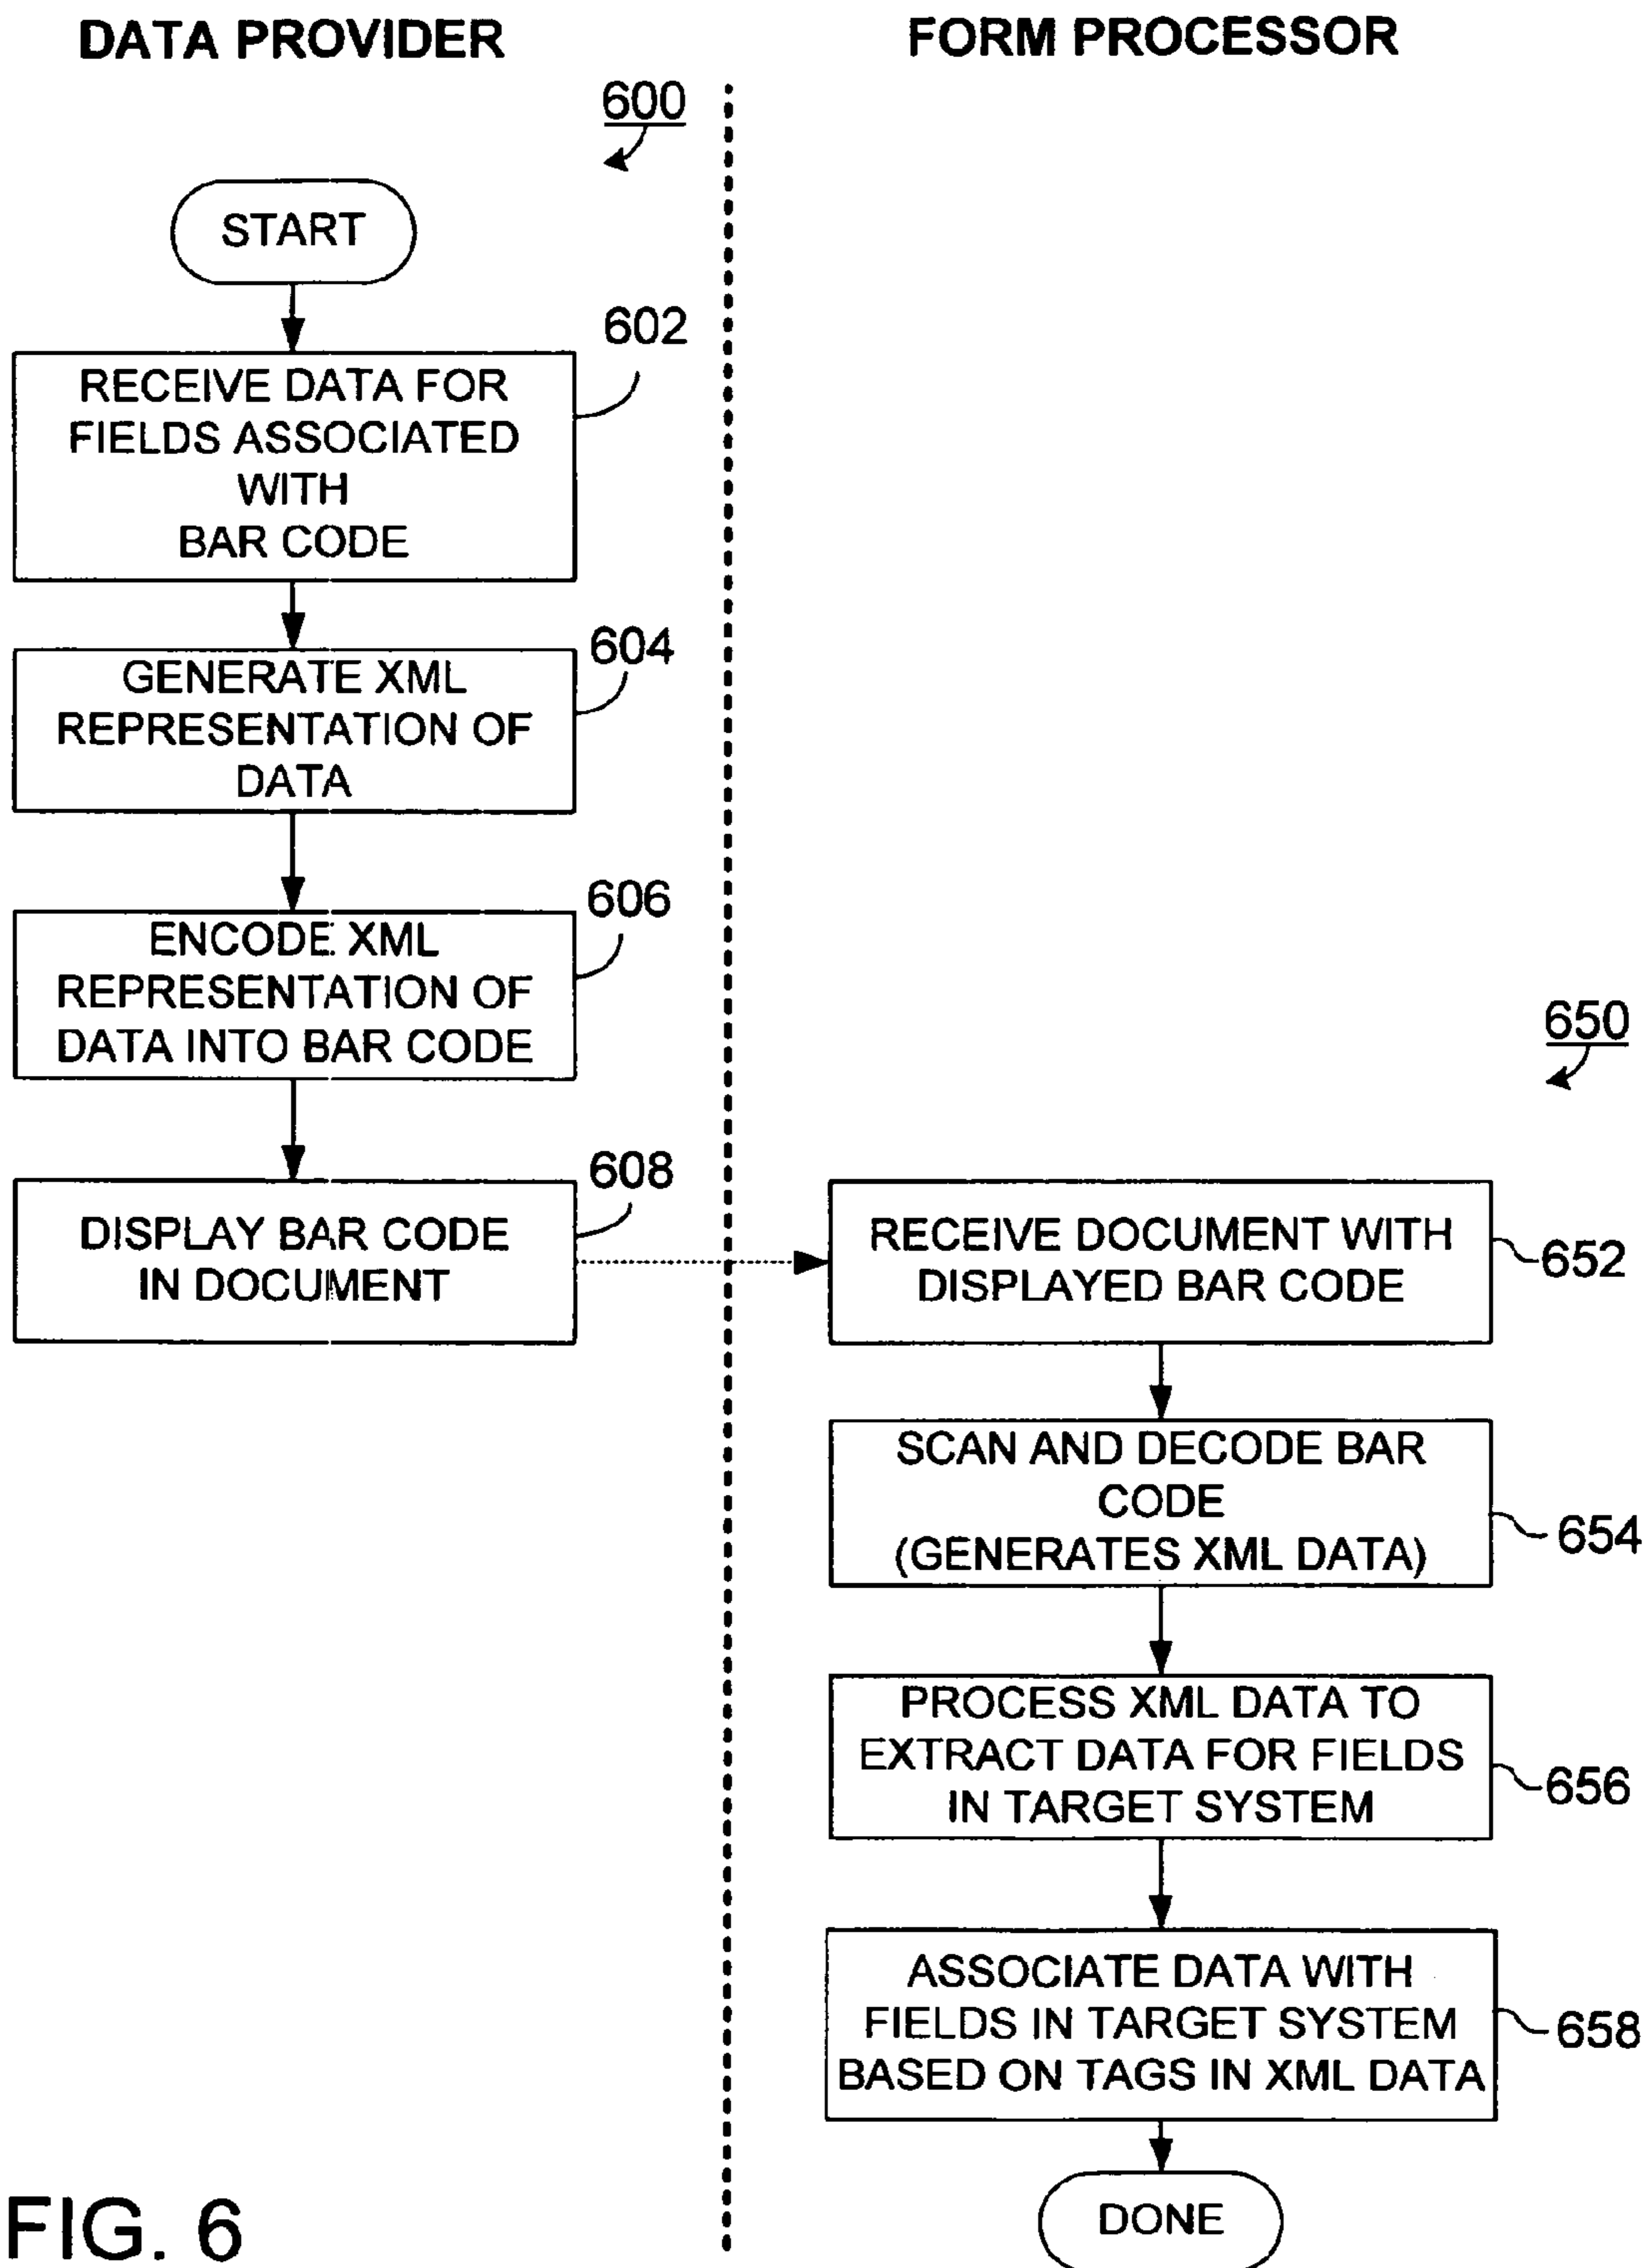 DATA PROVIDER
600
START
602
RECEIVE DATA FOR
FIELDS ASSOCIATED
WITH
BAR CODE
604
GENERATE XML
REPRESENTATION OF
DATA
606
ENCODE XML
REPRESENTATION OF
DATA INTO BAR CODE
608
DISPLAY BAR CODE
IN DOCUMENT
FORM PROCESSOR
650
RECEIVE DOCUMENT WITH
DISPLAYED BAR CODE
652
SCAN AND DECODE BAR
CODE
(GENERATES XML DATA)
654
PROCESS XML DATA TO
EXTRACT DATA FOR FIELDS
IN TARGET SYSTEM
656
ASSOCIATE DATA WITH
FIELDS IN TARGET SYSTEM
BASED ON TAGS IN XML DATA
658
DONE
FIG. 6